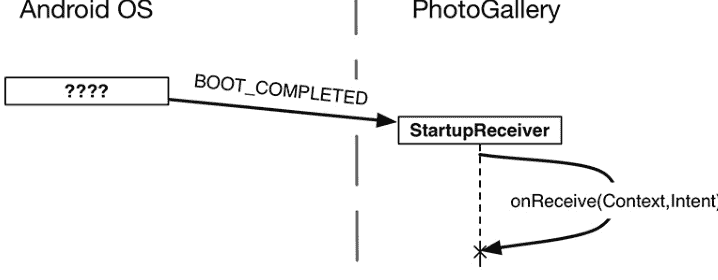 Android OS
PhotoGallery
????
BOOT_COMPLETED
StartupReceiver
onReceive(Context,Intent)